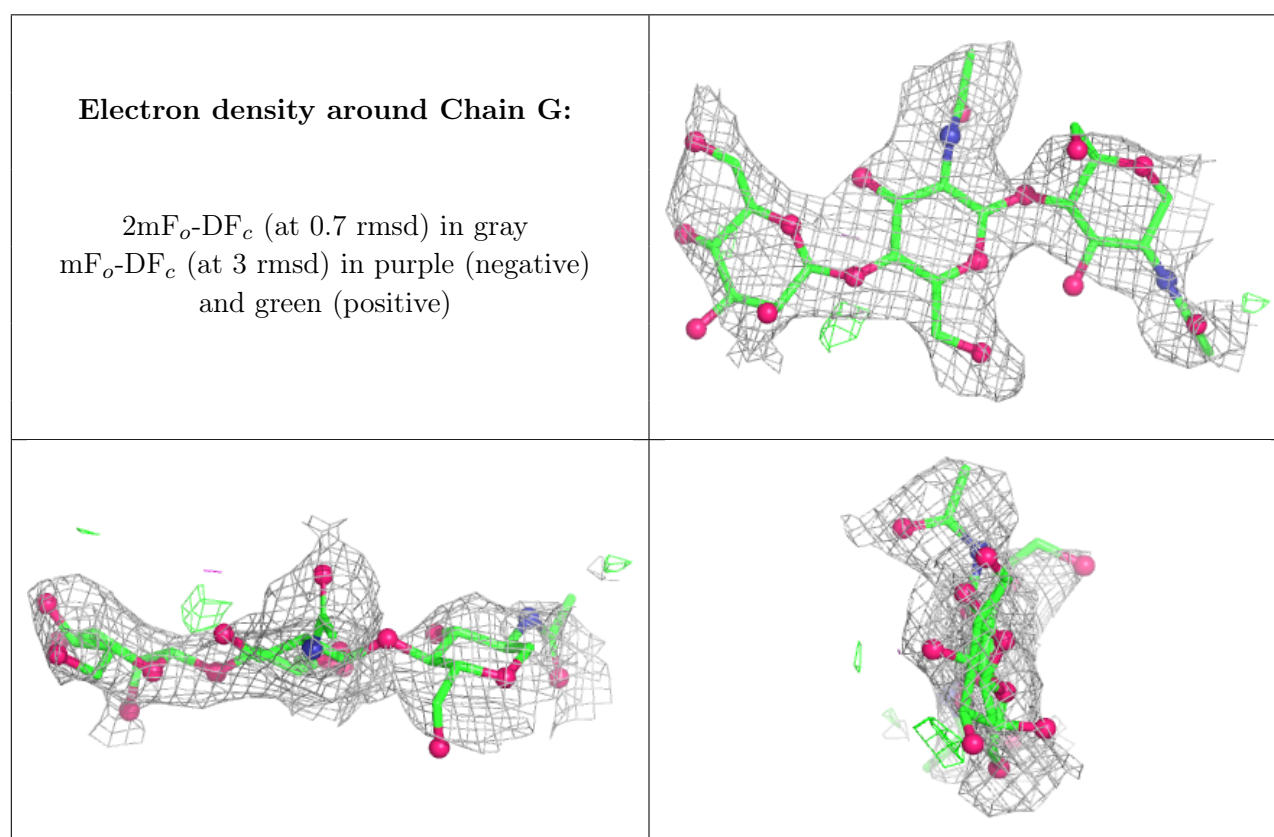 Electron density around Chain G:
2mFo-DFc (at 0.7 rmsd) in gray
mFo-DFc (at 3 rmsd) in purple (negative)
and green (positive)